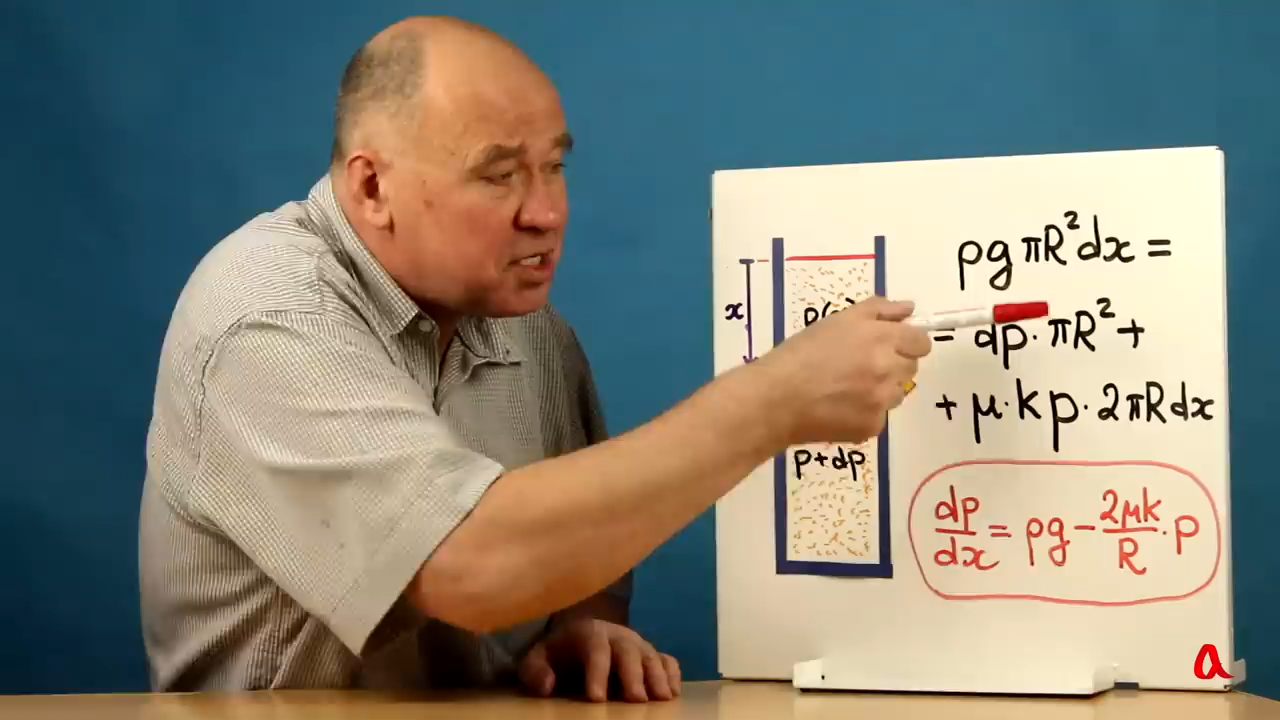 ρgπR²dx =
= dp·πR² +
+ μ·kp·2πRdx
x
p+dp
dp/dx = ρg − 2μk/R · p
a